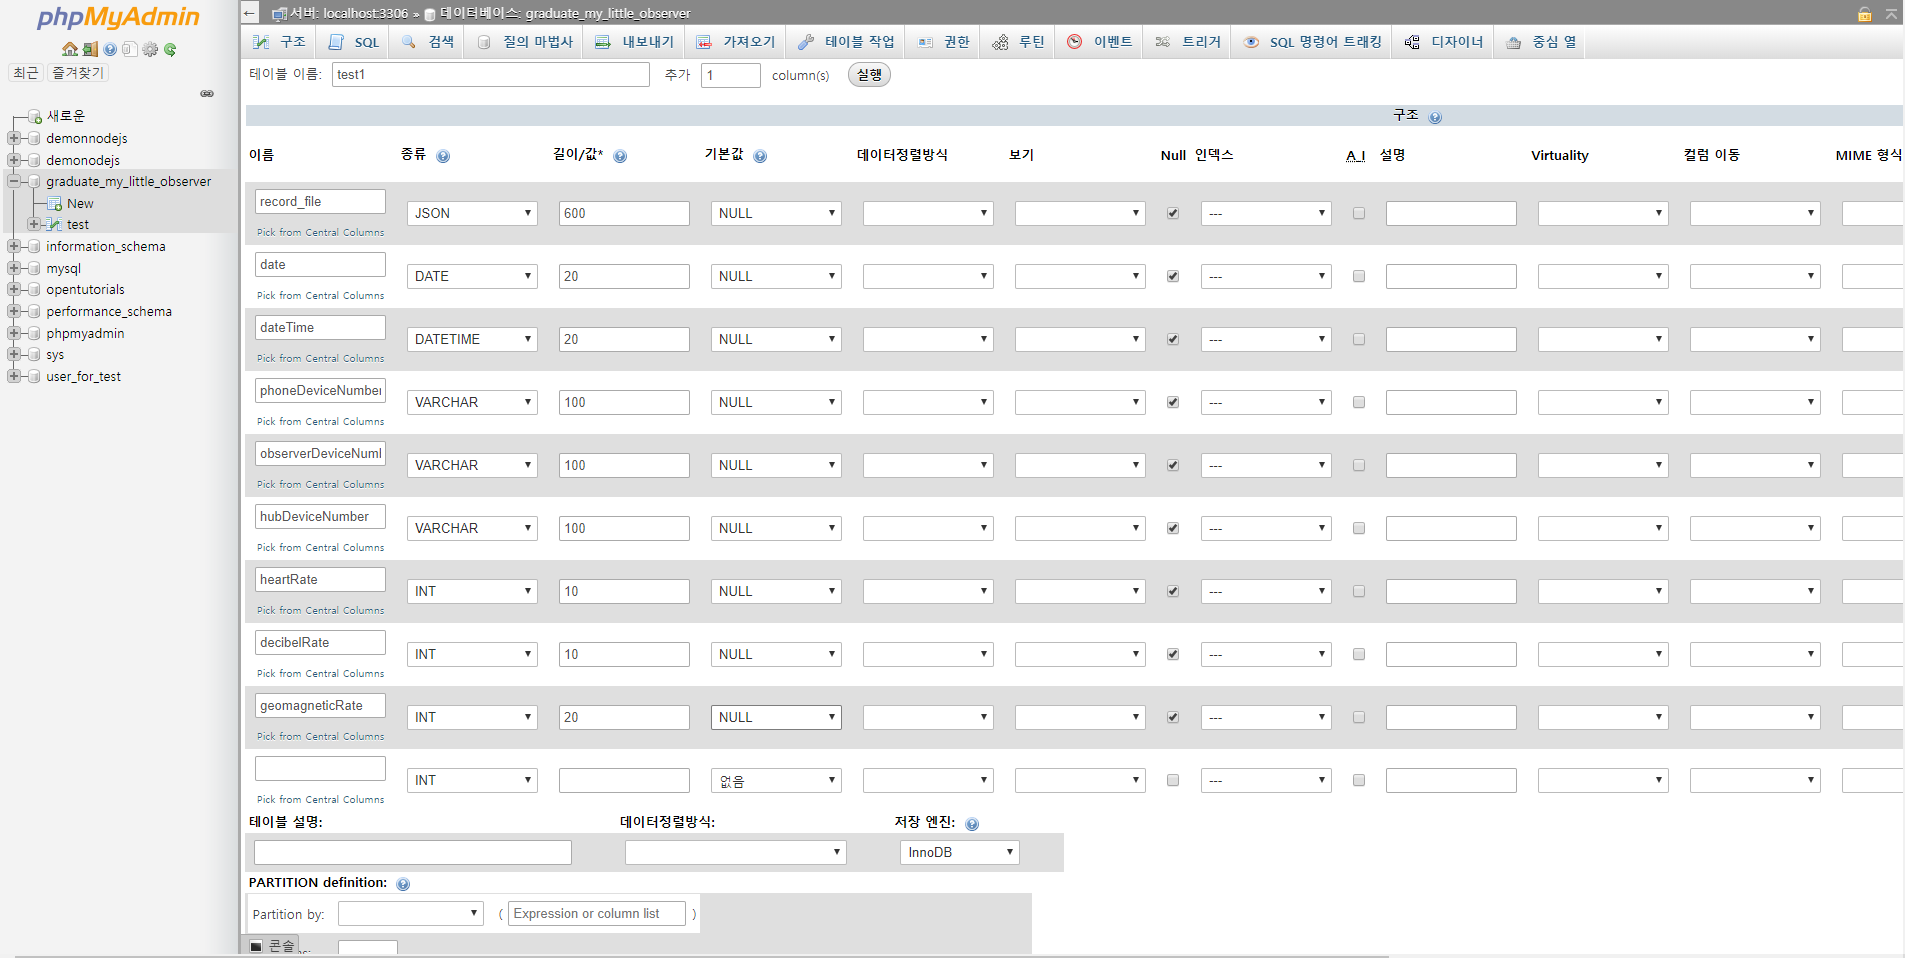 phpMyAdmin
최근 즐겨찾기
새로운
demonnodejs
demonodejs
graduate_my_little_observer
New
test
information_schema
mysql
opentutorials
performance_schema
phpmyadmin
sys
user_for_test
← 서버: localhost:3306 » 데이터베이스: graduate_my_little_observer
구조 SQL 검색 질의 마법사 내보내기 가져오기 테이블 작업 권한 루틴 이벤트 트리거 SQL 명령어 트래킹 디자이너 중심 열
테이블 이름: test1 추가 1 column(s) 실행
구조
이름 종류 길이/값* 기본값 데이터정렬방식 보기 Null 인덱스 A_I 설명 Virtuality 컬럼 이동 MIME 형식
record_file JSON 600 NULL ---
Pick from Central Columns
date DATE 20 NULL ---
Pick from Central Columns
dateTime DATETIME 20 NULL ---
Pick from Central Columns
phoneDeviceNumber VARCHAR 100 NULL ---
Pick from Central Columns
observerDeviceNuml VARCHAR 100 NULL ---
Pick from Central Columns
hubDeviceNumber VARCHAR 100 NULL ---
Pick from Central Columns
heartRate INT 10 NULL ---
Pick from Central Columns
decibelRate INT 10 NULL ---
Pick from Central Columns
geomagneticRate INT 20 NULL ---
Pick from Central Columns
INT 없음 ---
Pick from Central Columns
테이블 설명: 데이터정렬방식: 저장 엔진:
InnoDB
PARTITION definition:
Partition by: ( Expression or column list )
콘솔